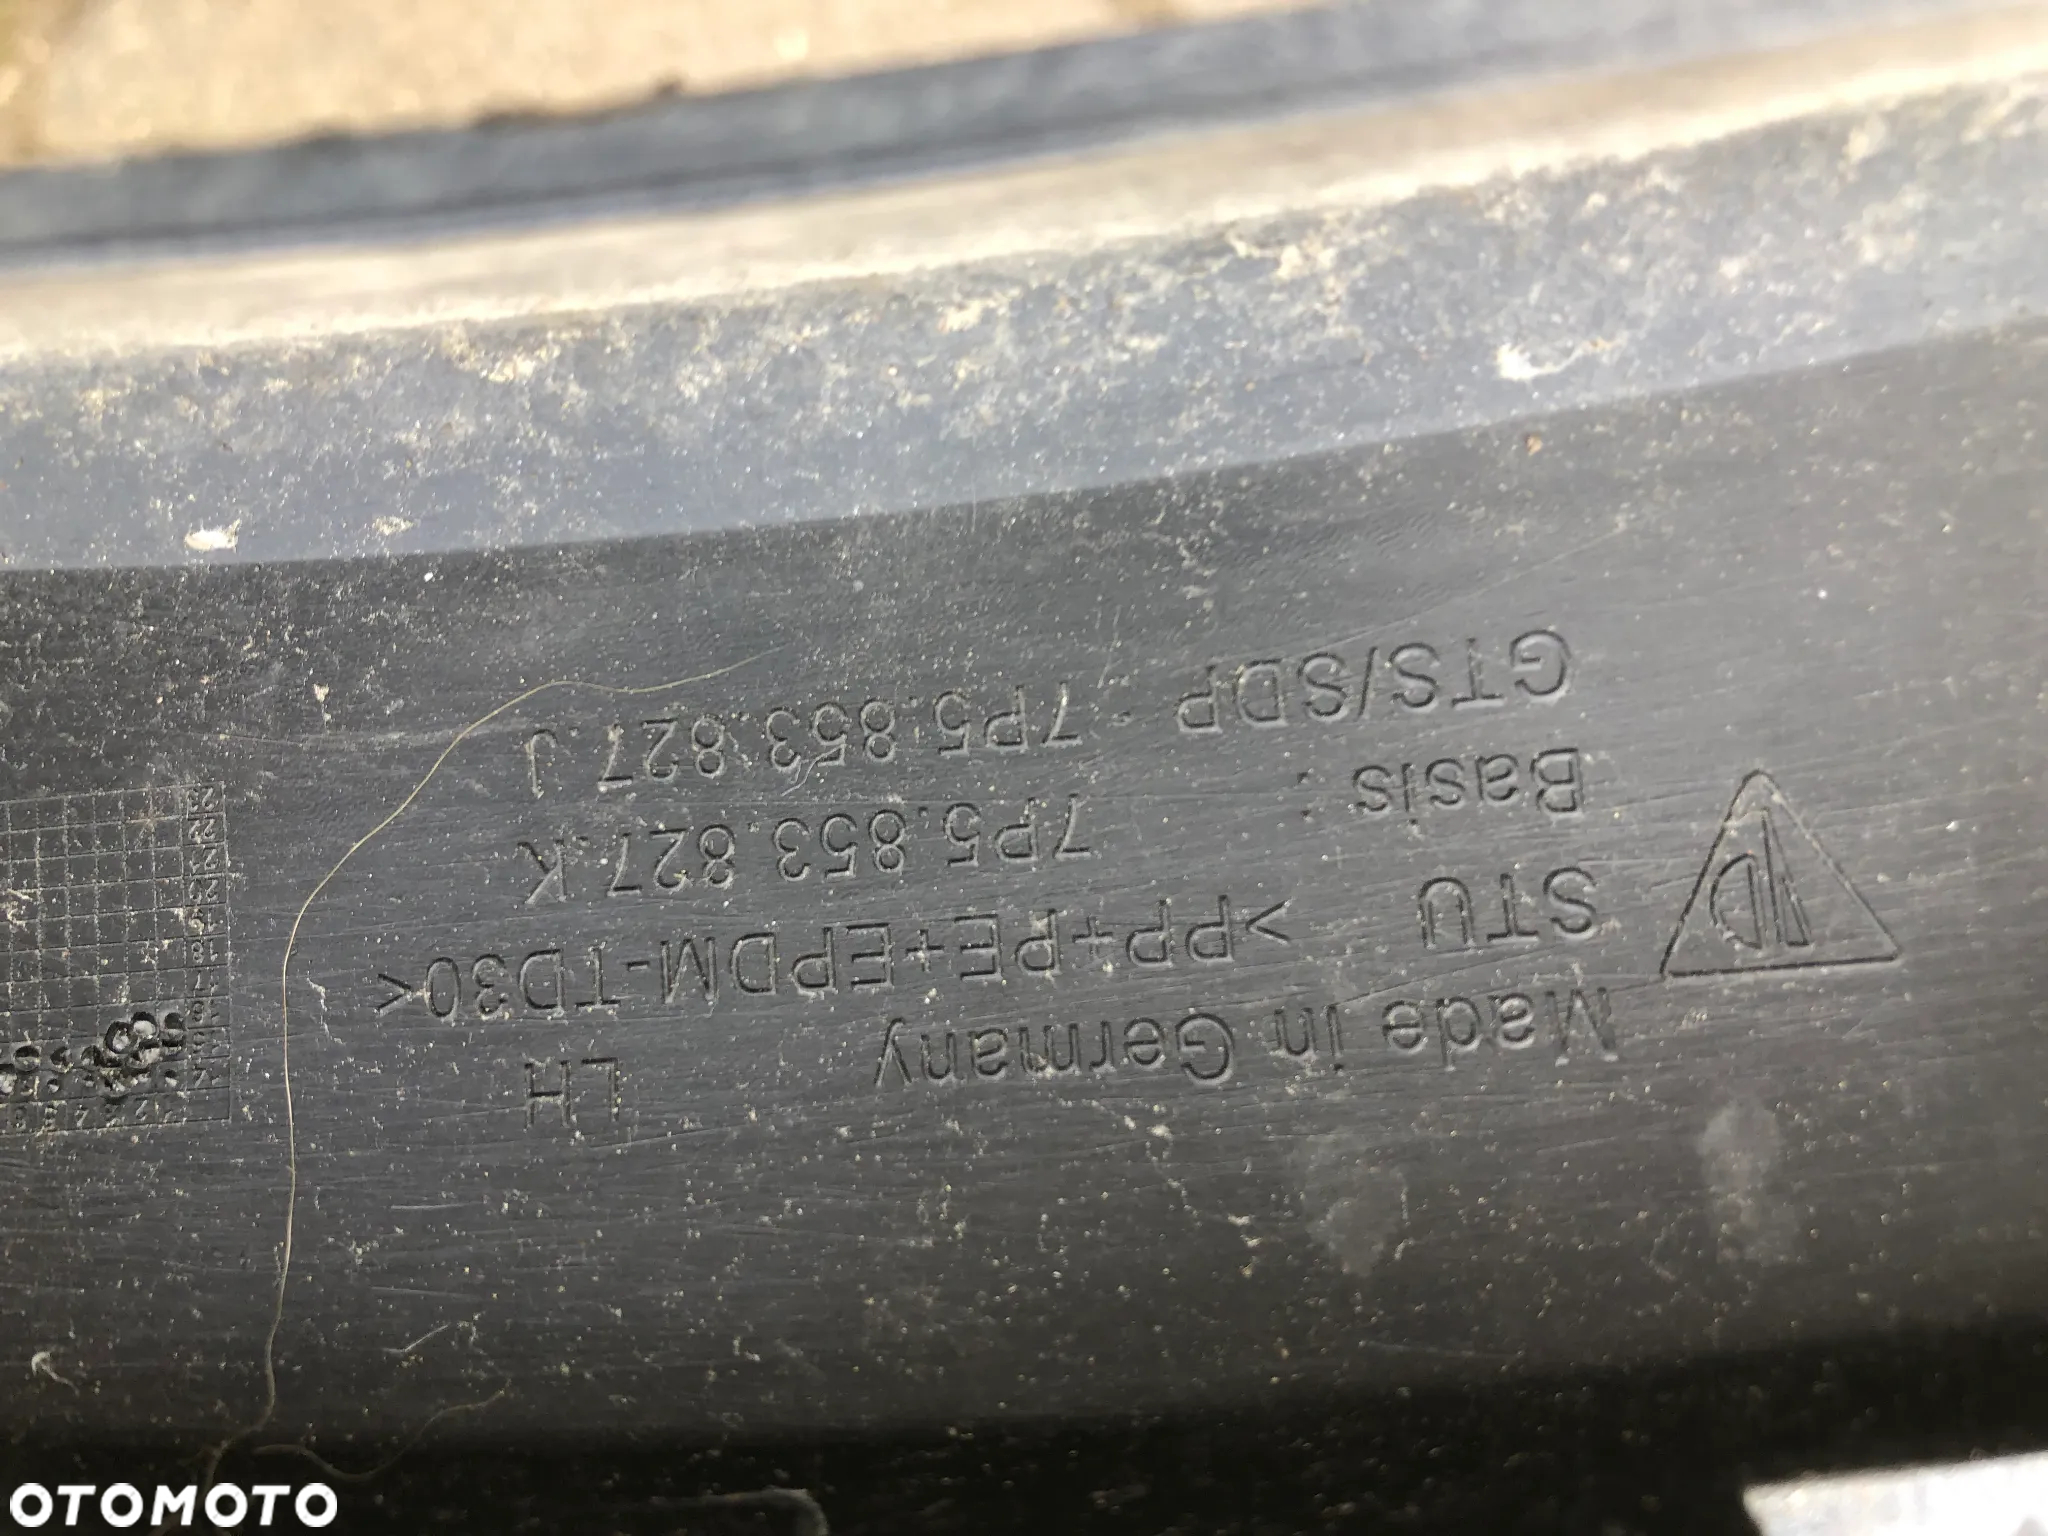 Made in Germany LH
STU >PP+PE+EPDM-TD30<
Basis : 7P5.853.827.K
GTS/SDP - 7P5.853.827.J
OTOMOTO